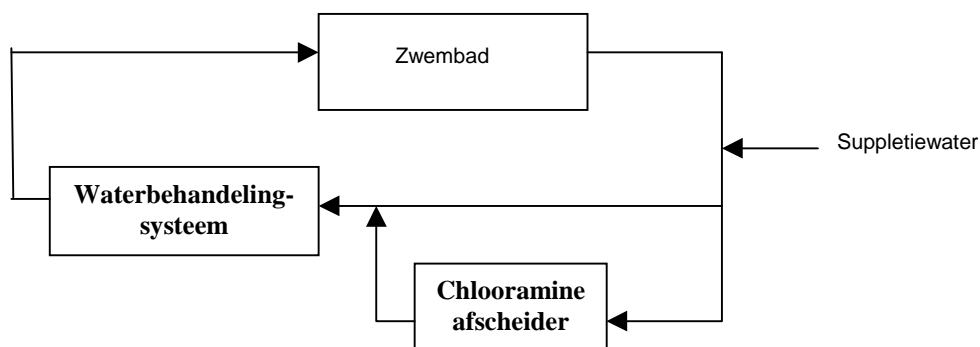 Zwembad
Suppletiewater
Waterbehandeling-
systeem
Chlooramine
afscheider